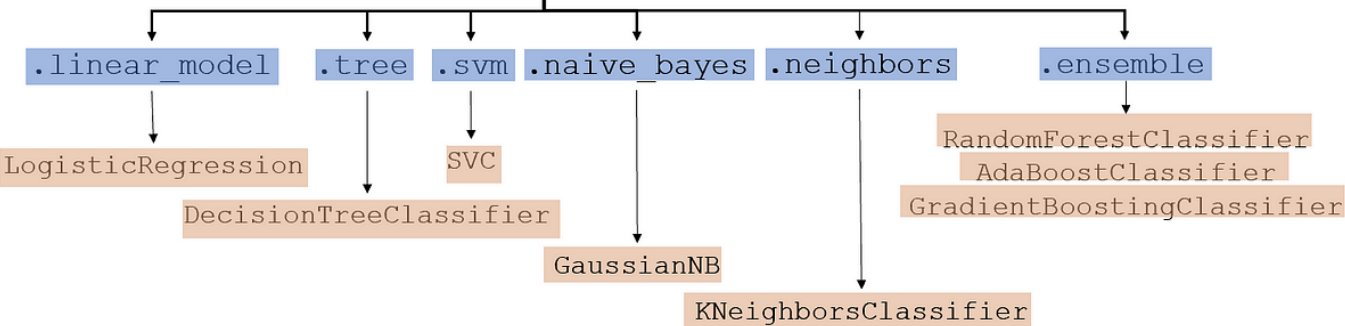 .linear_model
.tree
.svm
.naive_bayes
.neighbors
.ensemble
LogisticRegression
DecisionTreeClassifier
SVC
GaussianNB
KNeighborsClassifier
RandomForestClassifier
AdaBoostClassifier
GradientBoostingClassifier